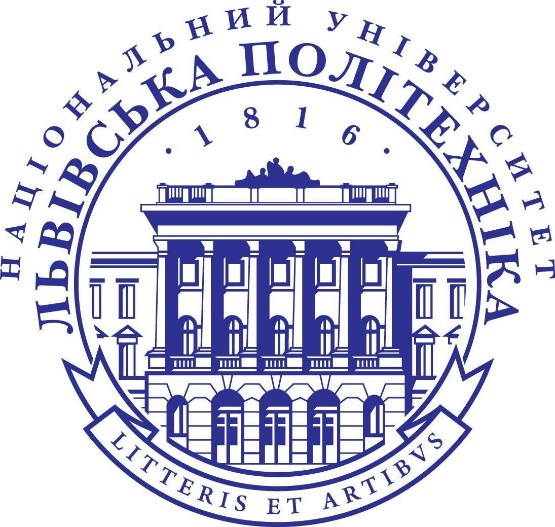 НАЦІОНАЛЬНИЙ УНІВЕРСИТЕТ
ЛЬВІВСЬКА ПОЛІТЕХНІКА
· 1816 ·
LITTERIS ET ARTIBVS